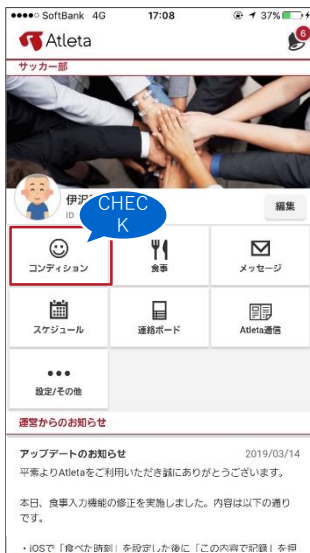 ●●●●○ SoftBank 4G 17:08 37%
Atleta
6
サッカー部
伊沢
ID
CHEC
K
編集
コンディション
食事
メッセージ
スケジュール
連絡ボード
Atleta通信
設定/その他
運営からのお知らせ
アップデートのお知らせ 2019/03/14
平素よりAtletaをご利用いただき誠にありがとうございます。
本日、食事入力機能の修正を実施しました。内容は以下の通り
です。
・iOSで「食べた時刻」を設定した後に「この内容で記録」を押